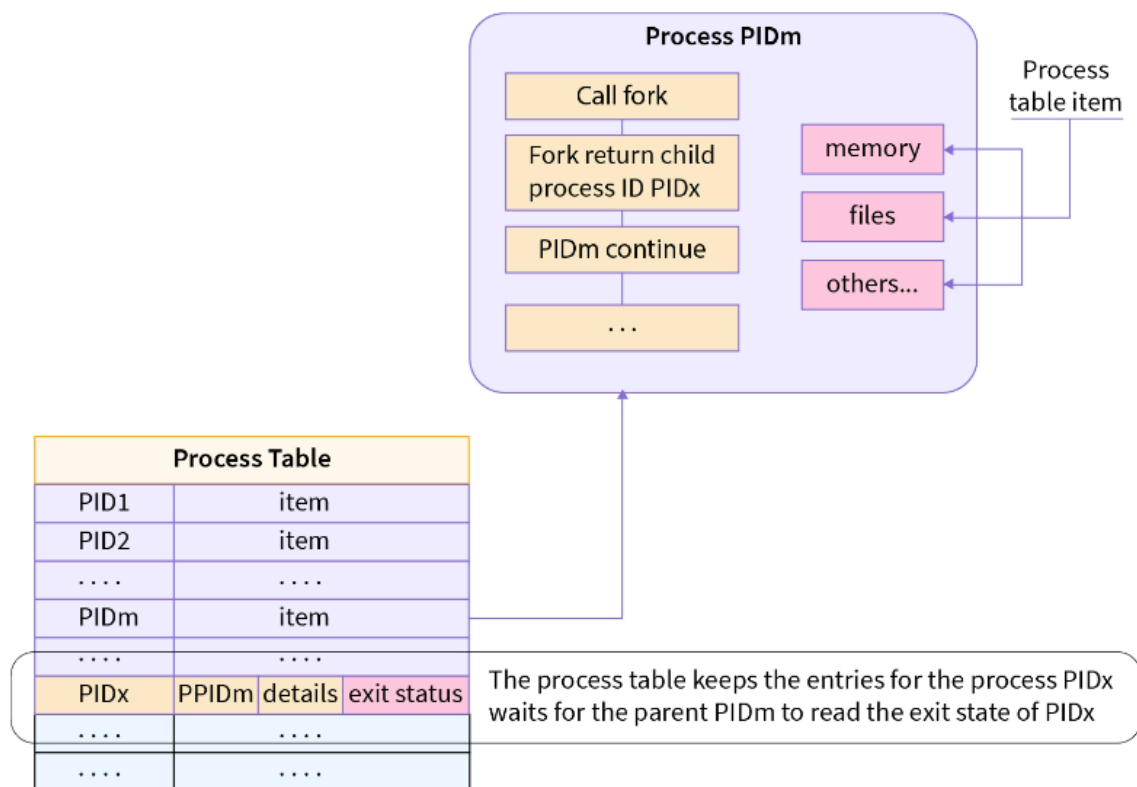 Process PIDm
Call fork
Fork return child
process ID PIDx
PIDm continue
...
memory
files
others...
Process
table item
Process Table
PID1 item
PID2 item
.... ....
PIDm item
.... ....
PIDx PPIDm details exit status
.... ....
.... ....
The process table keeps the entries for the process PIDx
waits for the parent PIDm to read the exit state of PIDx